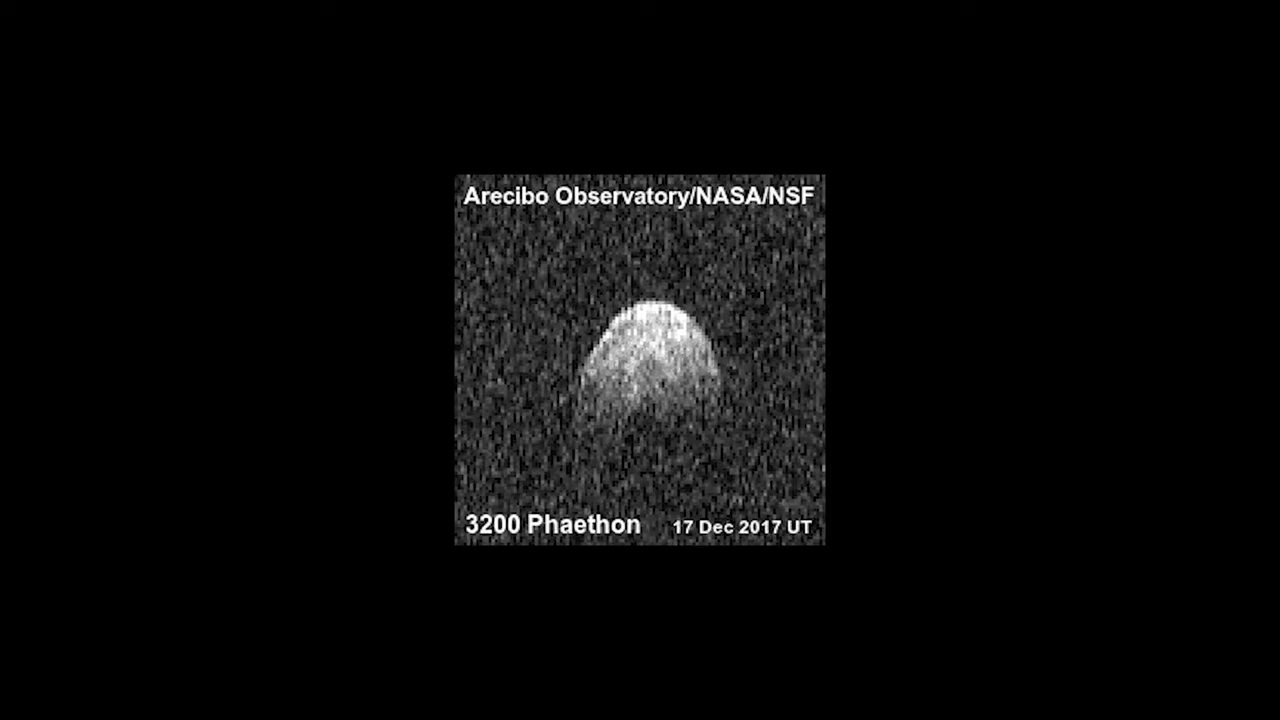 Arecibo Observatory/NASA/NSF
3200 Phaethon 17 Dec 2017 UT